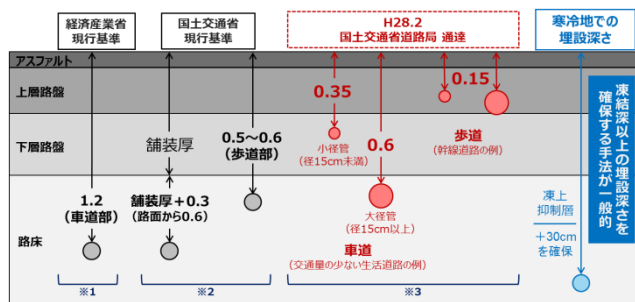 経済産業省
現行基準
国土交通省
現行基準
H28.2
国土交通省道路局 通達
寒冷地での
埋設深さ
アスファルト
上層路盤
下層路盤
路床
1.2
(車道部)
舗装厚
舗装厚+0.3
(路面から0.6)
0.5~0.6
(歩道部)
0.35
小径管
(径15cm未満)
0.6
大径管
(径15cm以上)
車道
(交通量の少ない生活道路の例)
0.15
歩道
(幹線道路の例)
凍上
抑制層
+30cm
を確保
凍結深以上の埋設深さを
確保する手法が一般的
※1
※2
※3